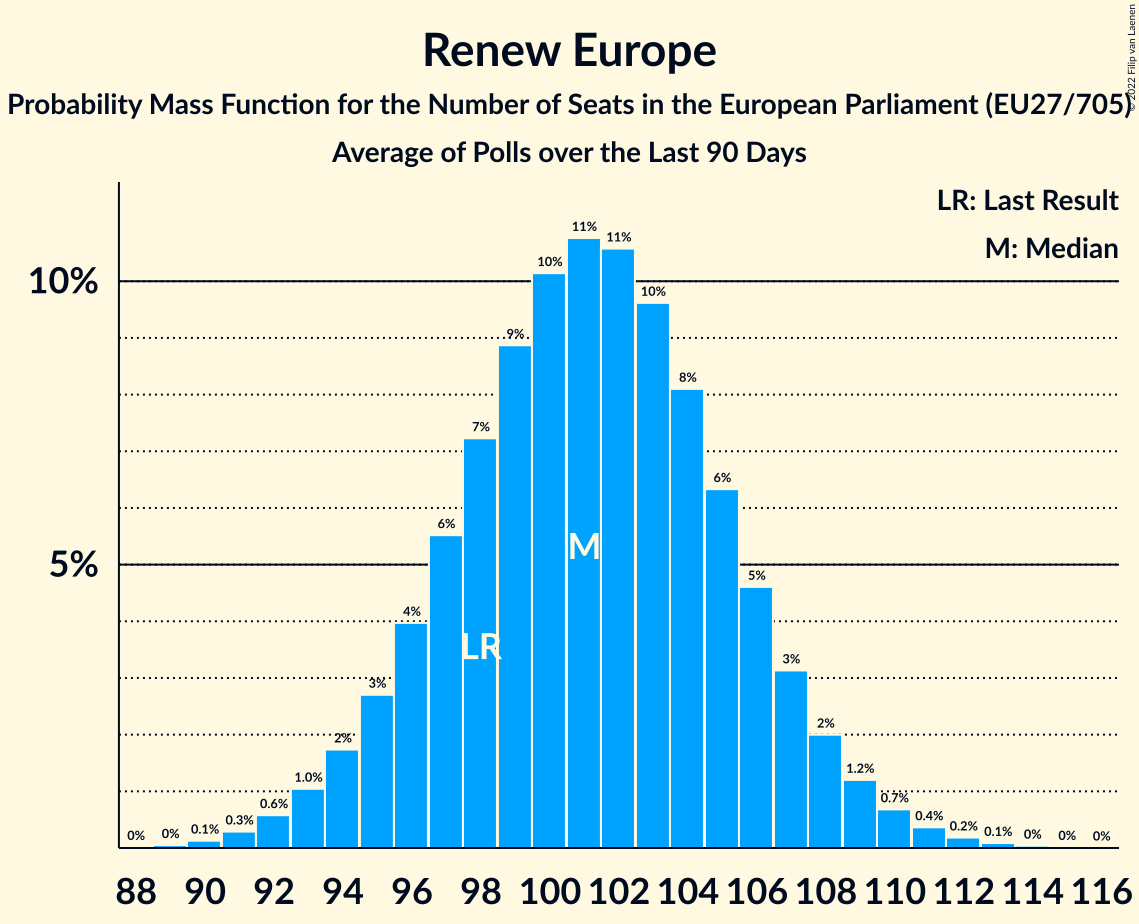 Renew Europe
Probability Mass Function for the Number of Seats in the European Parliament (EU27/705)
Average of Polls over the Last 90 Days
© 2022 Filip van Laenen
LR: Last Result
M: Median
10%
5%
0% 0% 0.1% 0.3% 0.6% 1.0% 2% 3% 4% 6% 7% 9% 10% 11% 11% 10% 8% 6% 5% 3% 2% 1.2% 0.7% 0.4% 0.2% 0.1% 0% 0% 0%
M
LR
88 90 92 94 96 98 100 102 104 106 108 110 112 114 116